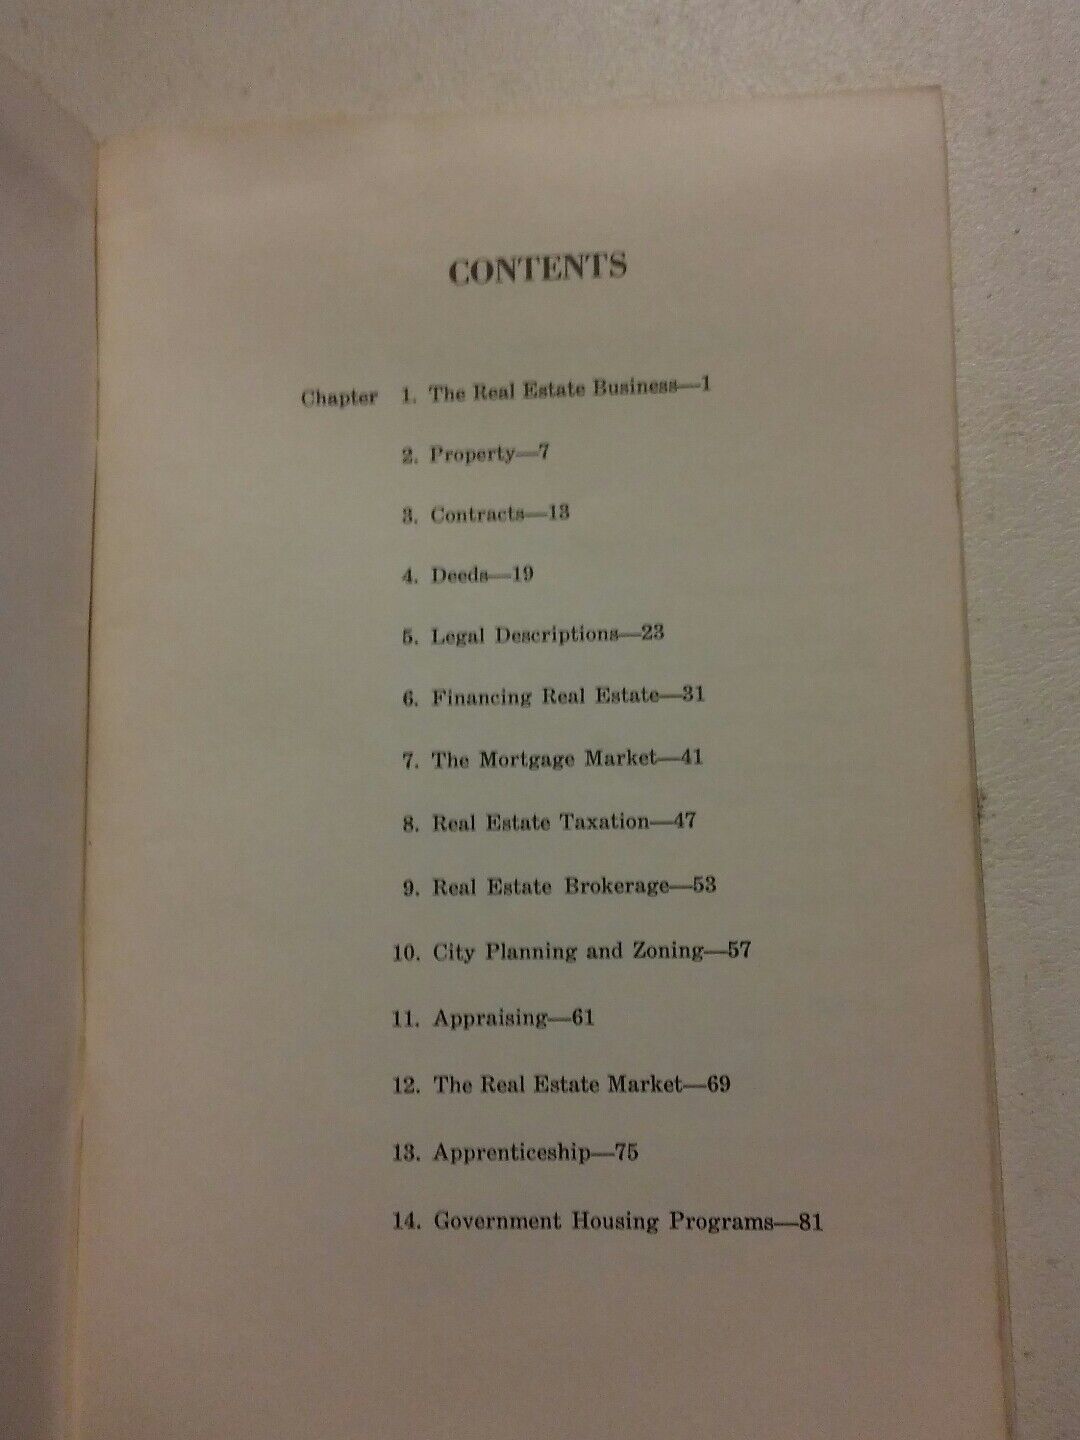 CONTENTS
Chapter 1. The Real Estate Business—1
2. Property—7
3. Contracts—13
4. Deeds—19
5. Legal Descriptions—23
6. Financing Real Estate—31
7. The Mortgage Market—41
8. Real Estate Taxation—47
9. Real Estate Brokerage—53
10. City Planning and Zoning—57
11. Appraising—61
12. The Real Estate Market—69
13. Apprenticeship—75
14. Government Housing Programs—81